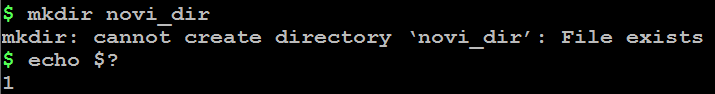 $ mkdir novi_dir
mkdir: cannot create directory ‘novi_dir’: File exists
$ echo $?
1